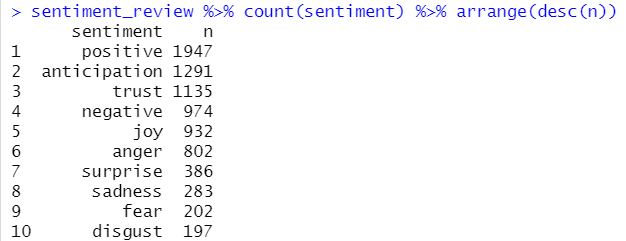 > sentiment_review %>% count(sentiment) %>% arrange(desc(n))
sentiment n
1 positive 1947
2 anticipation 1291
3 trust 1135
4 negative 974
5 joy 932
6 anger 802
7 surprise 386
8 sadness 283
9 fear 202
10 disgust 197